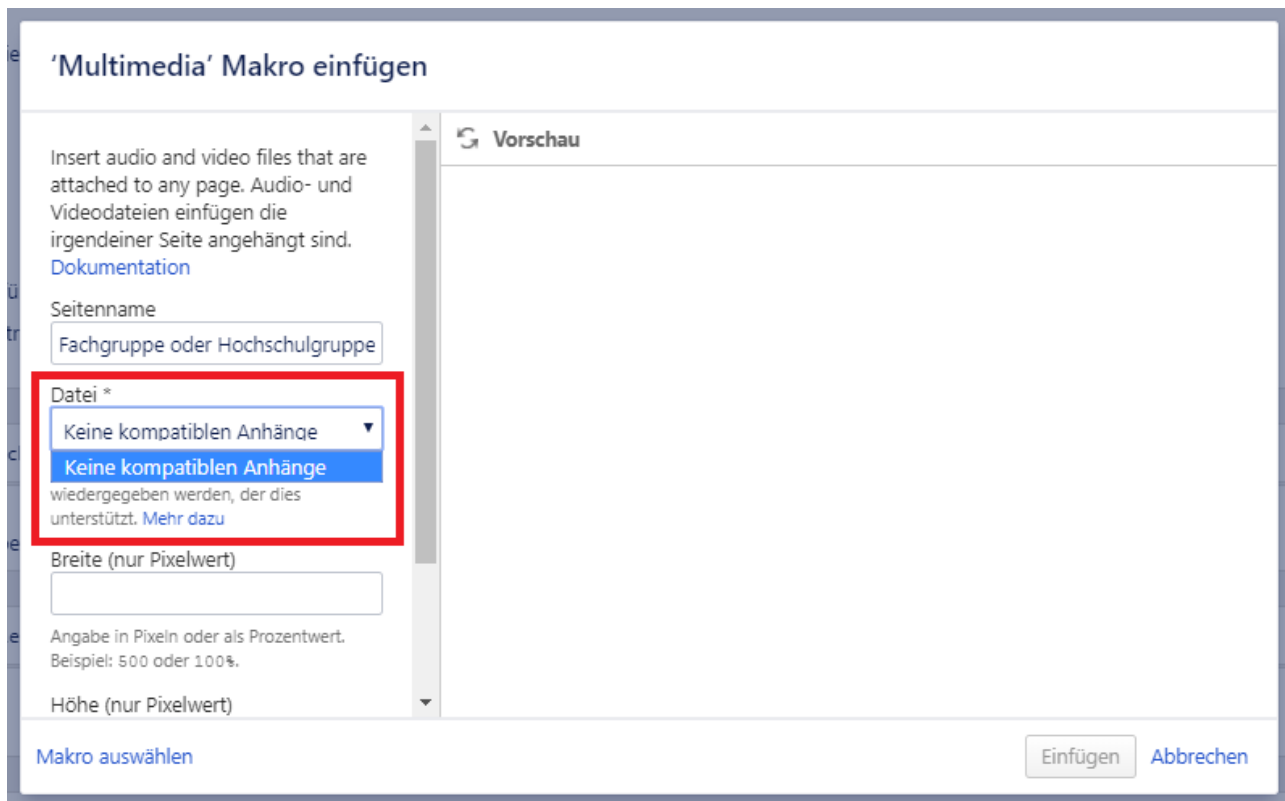 'Multimedia' Makro einfügen
Insert audio and video files that are
attached to any page. Audio- und
Videodateien einfügen die
irgendeiner Seite angehängt sind.
Dokumentation
Seitenname
Fachgruppe oder Hochschulgruppe
Datei *
Keine kompatiblen Anhänge
Keine kompatiblen Anhänge
wiedergegeben werden, der dies
unterstützt. Mehr dazu
Breite (nur Pixelwert)
Angabe in Pixeln oder als Prozentwert.
Beispiel: 500 oder 100%.
Höhe (nur Pixelwert)
Vorschau
Makro auswählen
Einfügen
Abbrechen